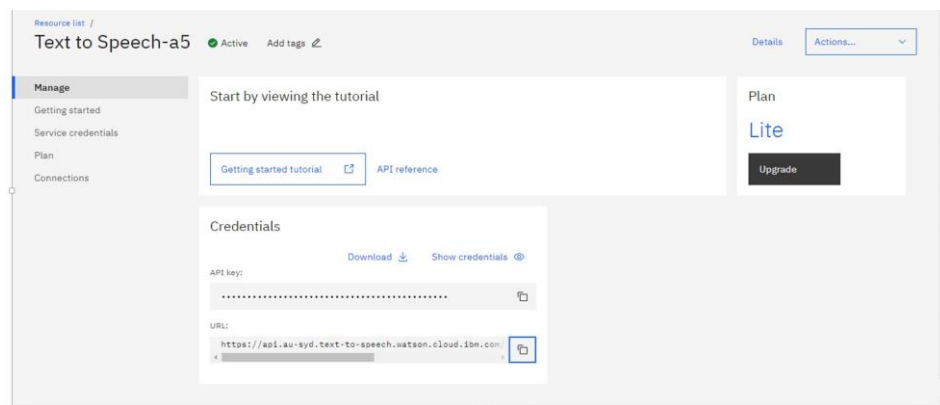 Resource list /
Text to Speech-a5 Active Add tags Details Actions...
Manage
Getting started
Service credentials
Plan
Connections
Start by viewing the tutorial
Getting started tutorial API reference
Plan
Lite
Upgrade
Credentials
Download Show credentials
API key:
............................................
URL:
https://api.au-syd.text-to-speech.watson.cloud.ibm.com/